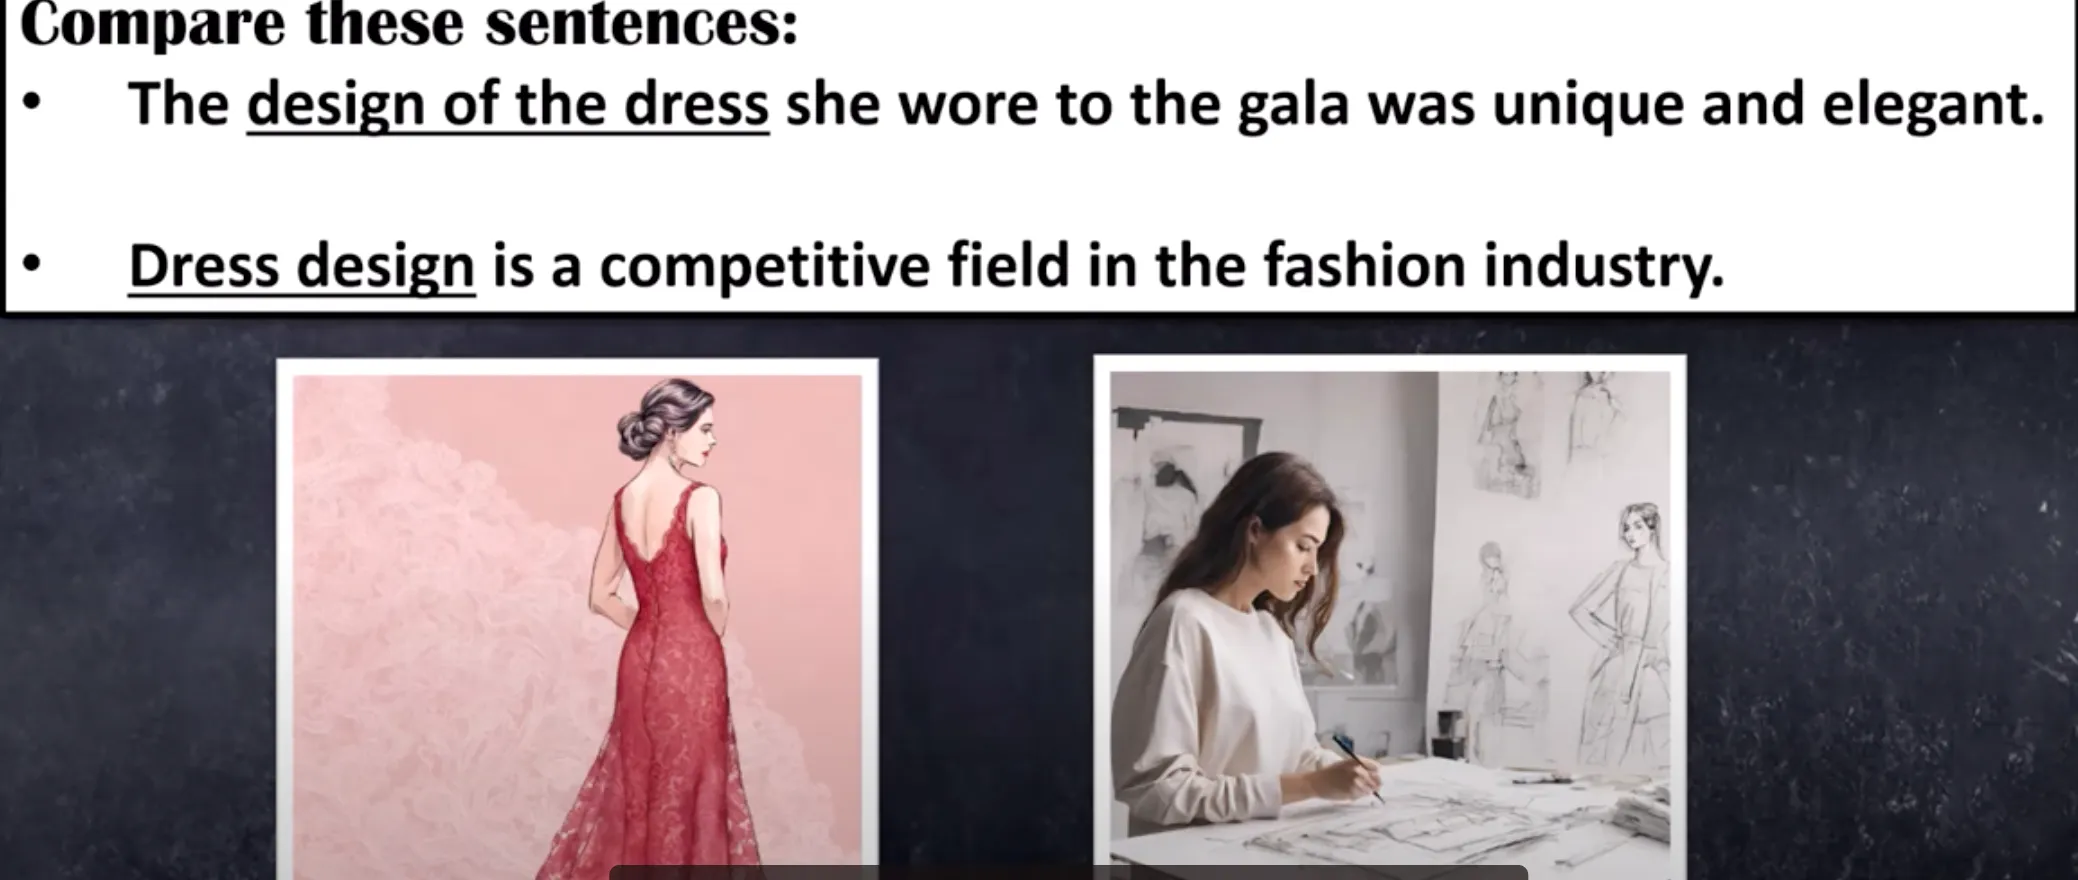 Compare these sentences:
• The design of the dress she wore to the gala was unique and elegant.
• Dress design is a competitive field in the fashion industry.